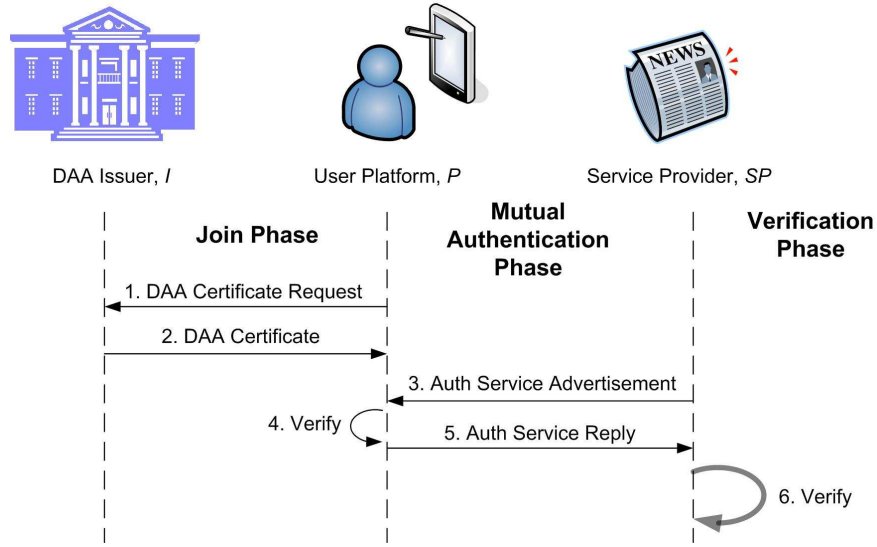 NEWS
DAA Issuer, I
User Platform, P
Service Provider, SP
Join Phase
Mutual
Authentication
Phase
Verification
Phase
1. DAA Certificate Request
2. DAA Certificate
3. Auth Service Advertisement
4. Verify
5. Auth Service Reply
6. Verify